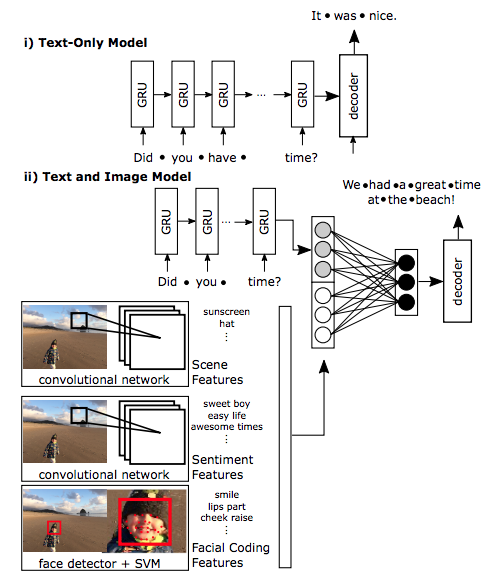 It • was • nice.
i) Text-Only Model
GRU GRU GRU ... GRU decoder
Did • you • have • time?
ii) Text and Image Model
We•had •a•great•time
at•the•beach!
GRU GRU ... GRU
decoder
Did • you • time?
sunscreen
hat
⋮
Scene
convolutional network Features
sweet boy
easy life
awesome times
⋮
Sentiment
convolutional network Features
smile
lips part
cheek raise
⋮
Facial Coding
face detector + SVM Features